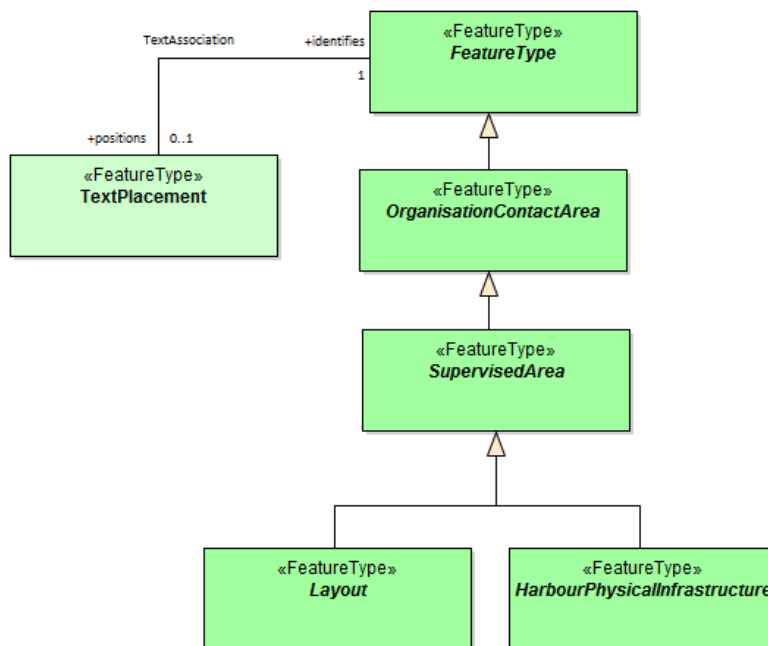 «FeatureType»
FeatureType
TextAssociation
+identifies
1
+positions
0..1
«FeatureType»
TextPlacement
«FeatureType»
OrganisationContactArea
«FeatureType»
SupervisedArea
«FeatureType»
Layout
«FeatureType»
HarbourPhysicalInfrastructure